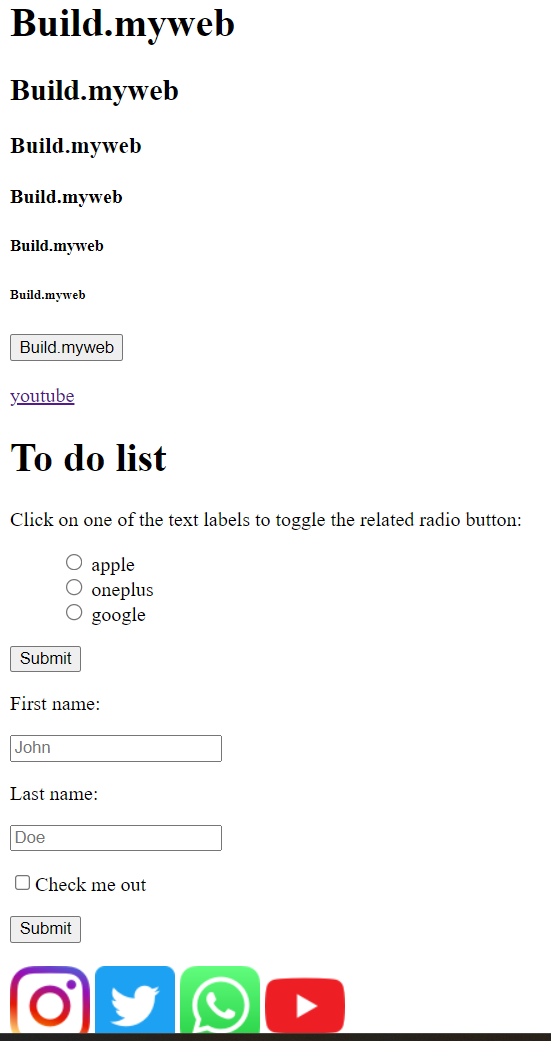 Build.myweb
Build.myweb
Build.myweb
Build.myweb
Build.myweb
Build.myweb
Build.myweb
youtube
To do list
Click on one of the text labels to toggle the related radio button:
apple
oneplus
google
Submit
First name:
John
Last name:
Doe
Check me out
Submit